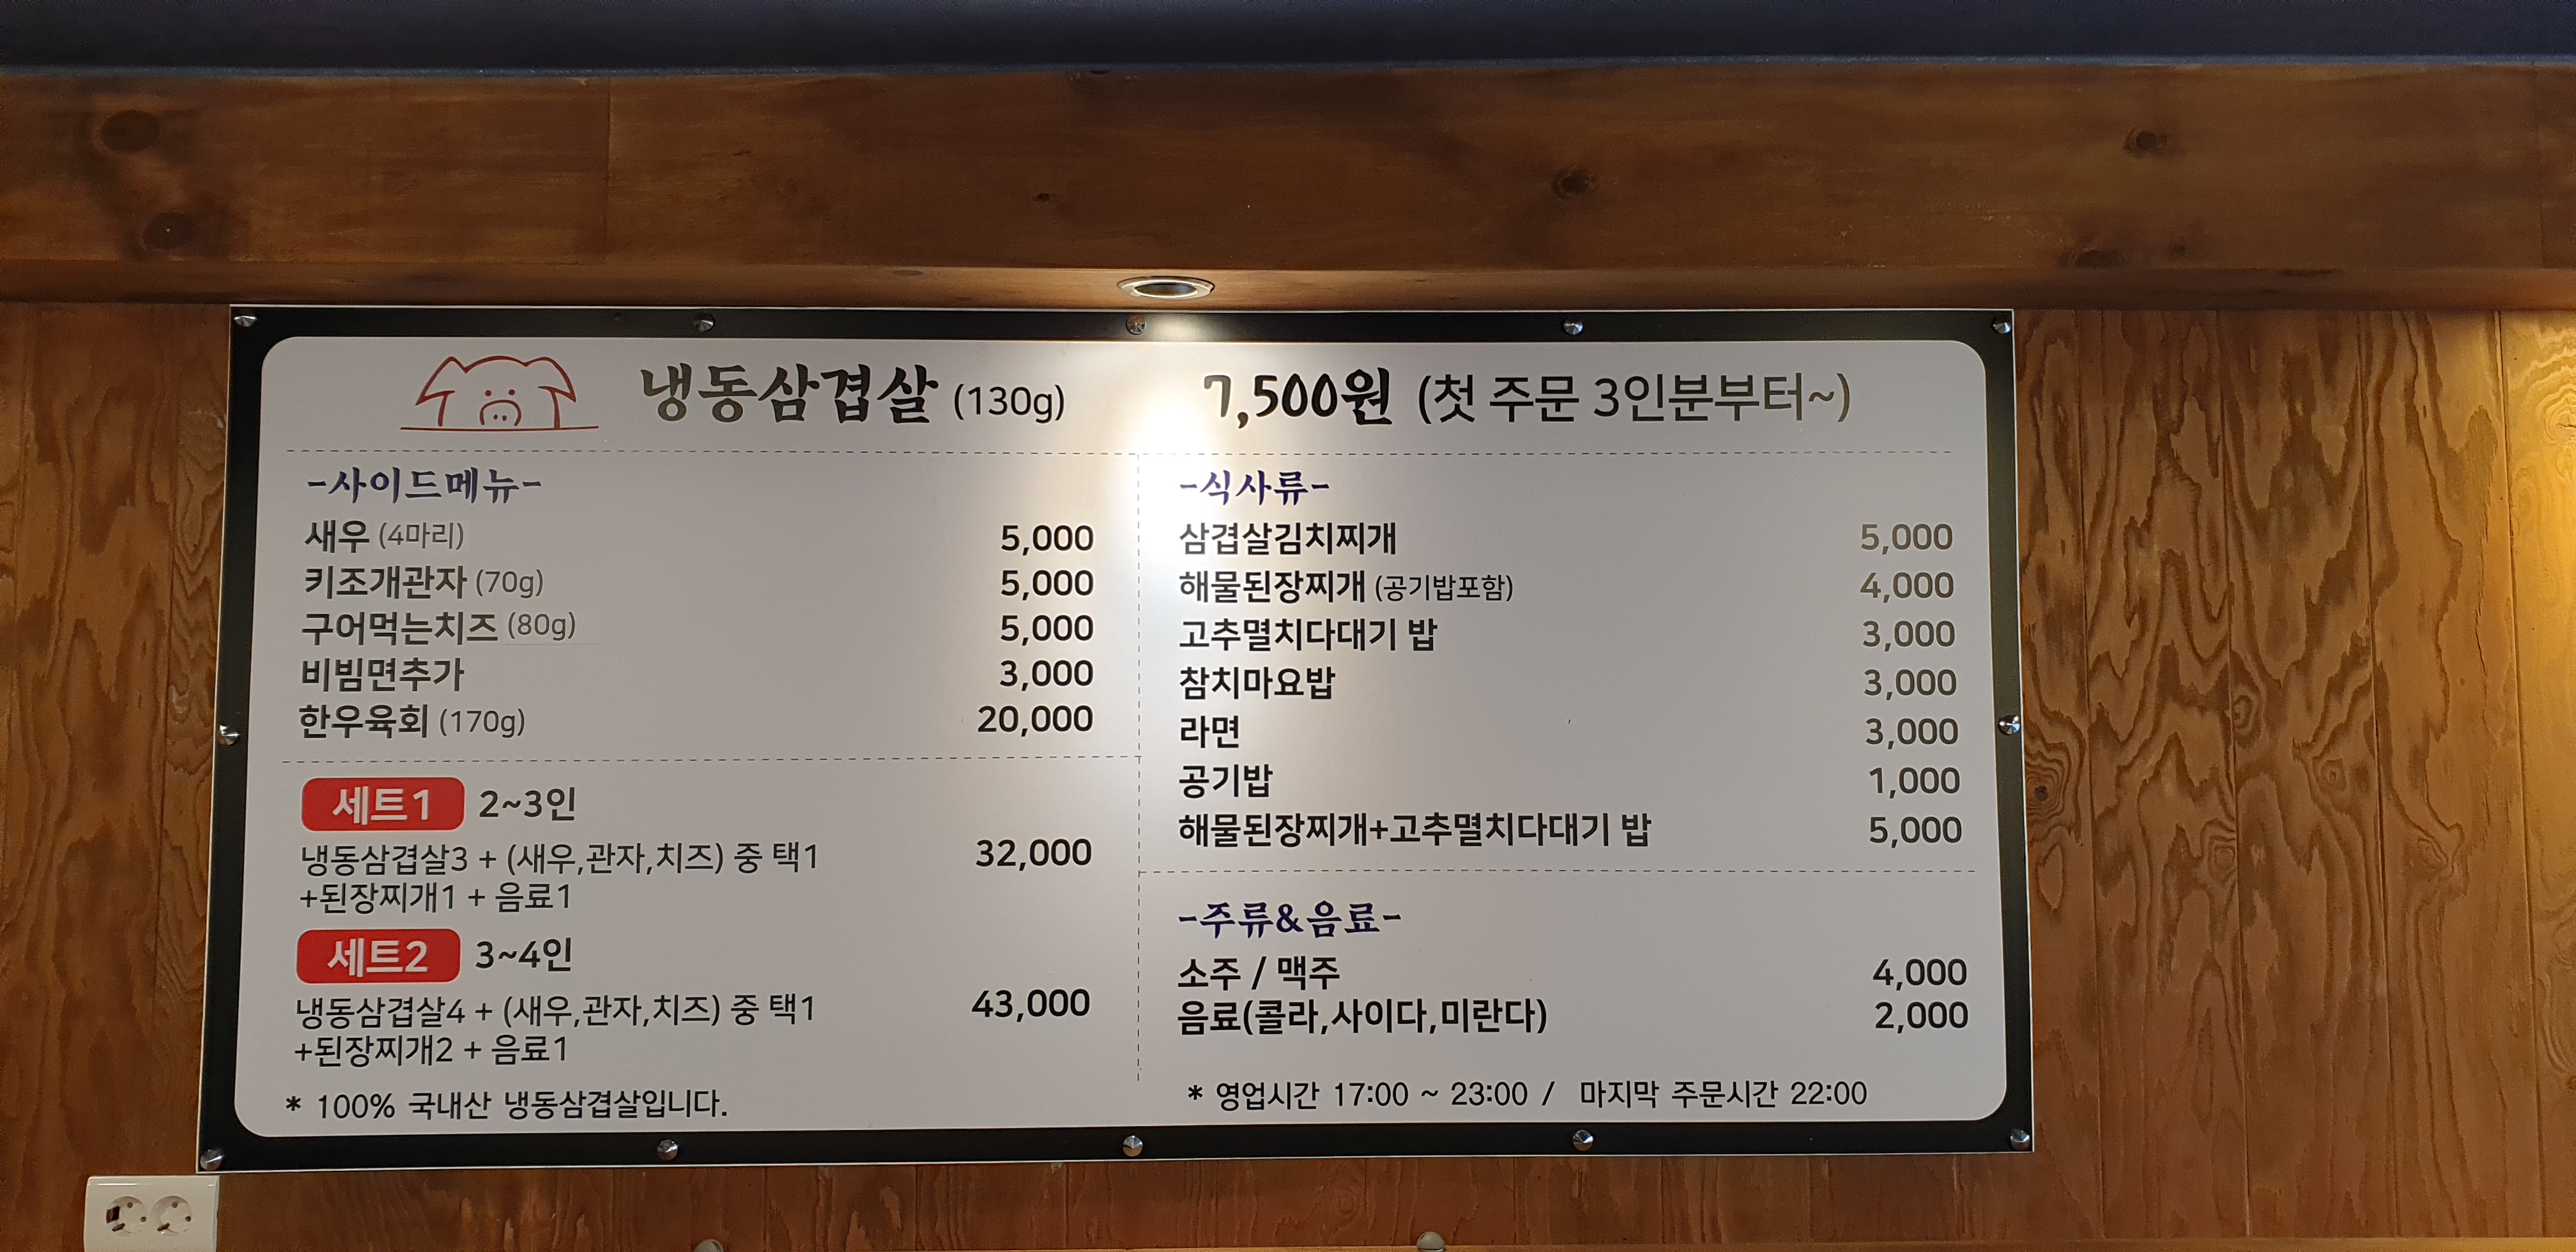 냉동삼겹살 (130g) 7,500원 (첫 주문 3인분부터~)
-사이드메뉴-
새우 (4마리) 5,000
키조개관자 (70g) 5,000
구어먹는치즈 (80g) 5,000
비빔면추가 3,000
한우육회 (170g) 20,000
세트1 2~3인
냉동삼겹살3 + (새우,관자,치즈) 중 택1 32,000
+된장찌개1 + 음료1
세트2 3~4인
냉동삼겹살4 + (새우,관자,치즈) 중 택1 43,000
+된장찌개2 + 음료1
* 100% 국내산 냉동삼겹살입니다.
-식사류-
삼겹살김치찌개 5,000
해물된장찌개 (공기밥포함) 4,000
고추멸치다대기 밥 3,000
참치마요밥 3,000
라면 3,000
공기밥 1,000
해물된장찌개+고추멸치다대기 밥 5,000
-주류&음료-
소주 / 맥주 4,000
음료(콜라,사이다,미란다) 2,000
* 영업시간 17:00 ~ 23:00 / 마지막 주문시간 22:00